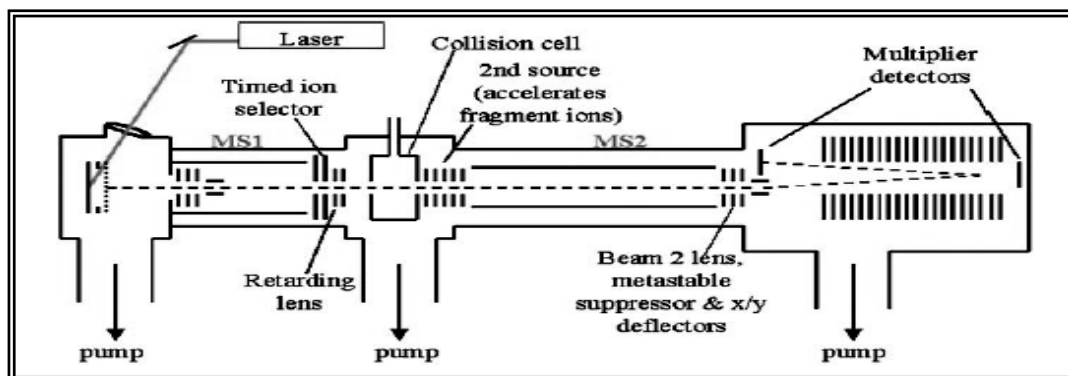 Laser
Collision cell
2nd source
(accelerates
fragment ions)
Multiplier
detectors
Timed ion
selector
MS1
MS2
Retarding
lens
Beam 2 lens,
metastable
suppressor & x/y
deflectors
pump
pump
pump